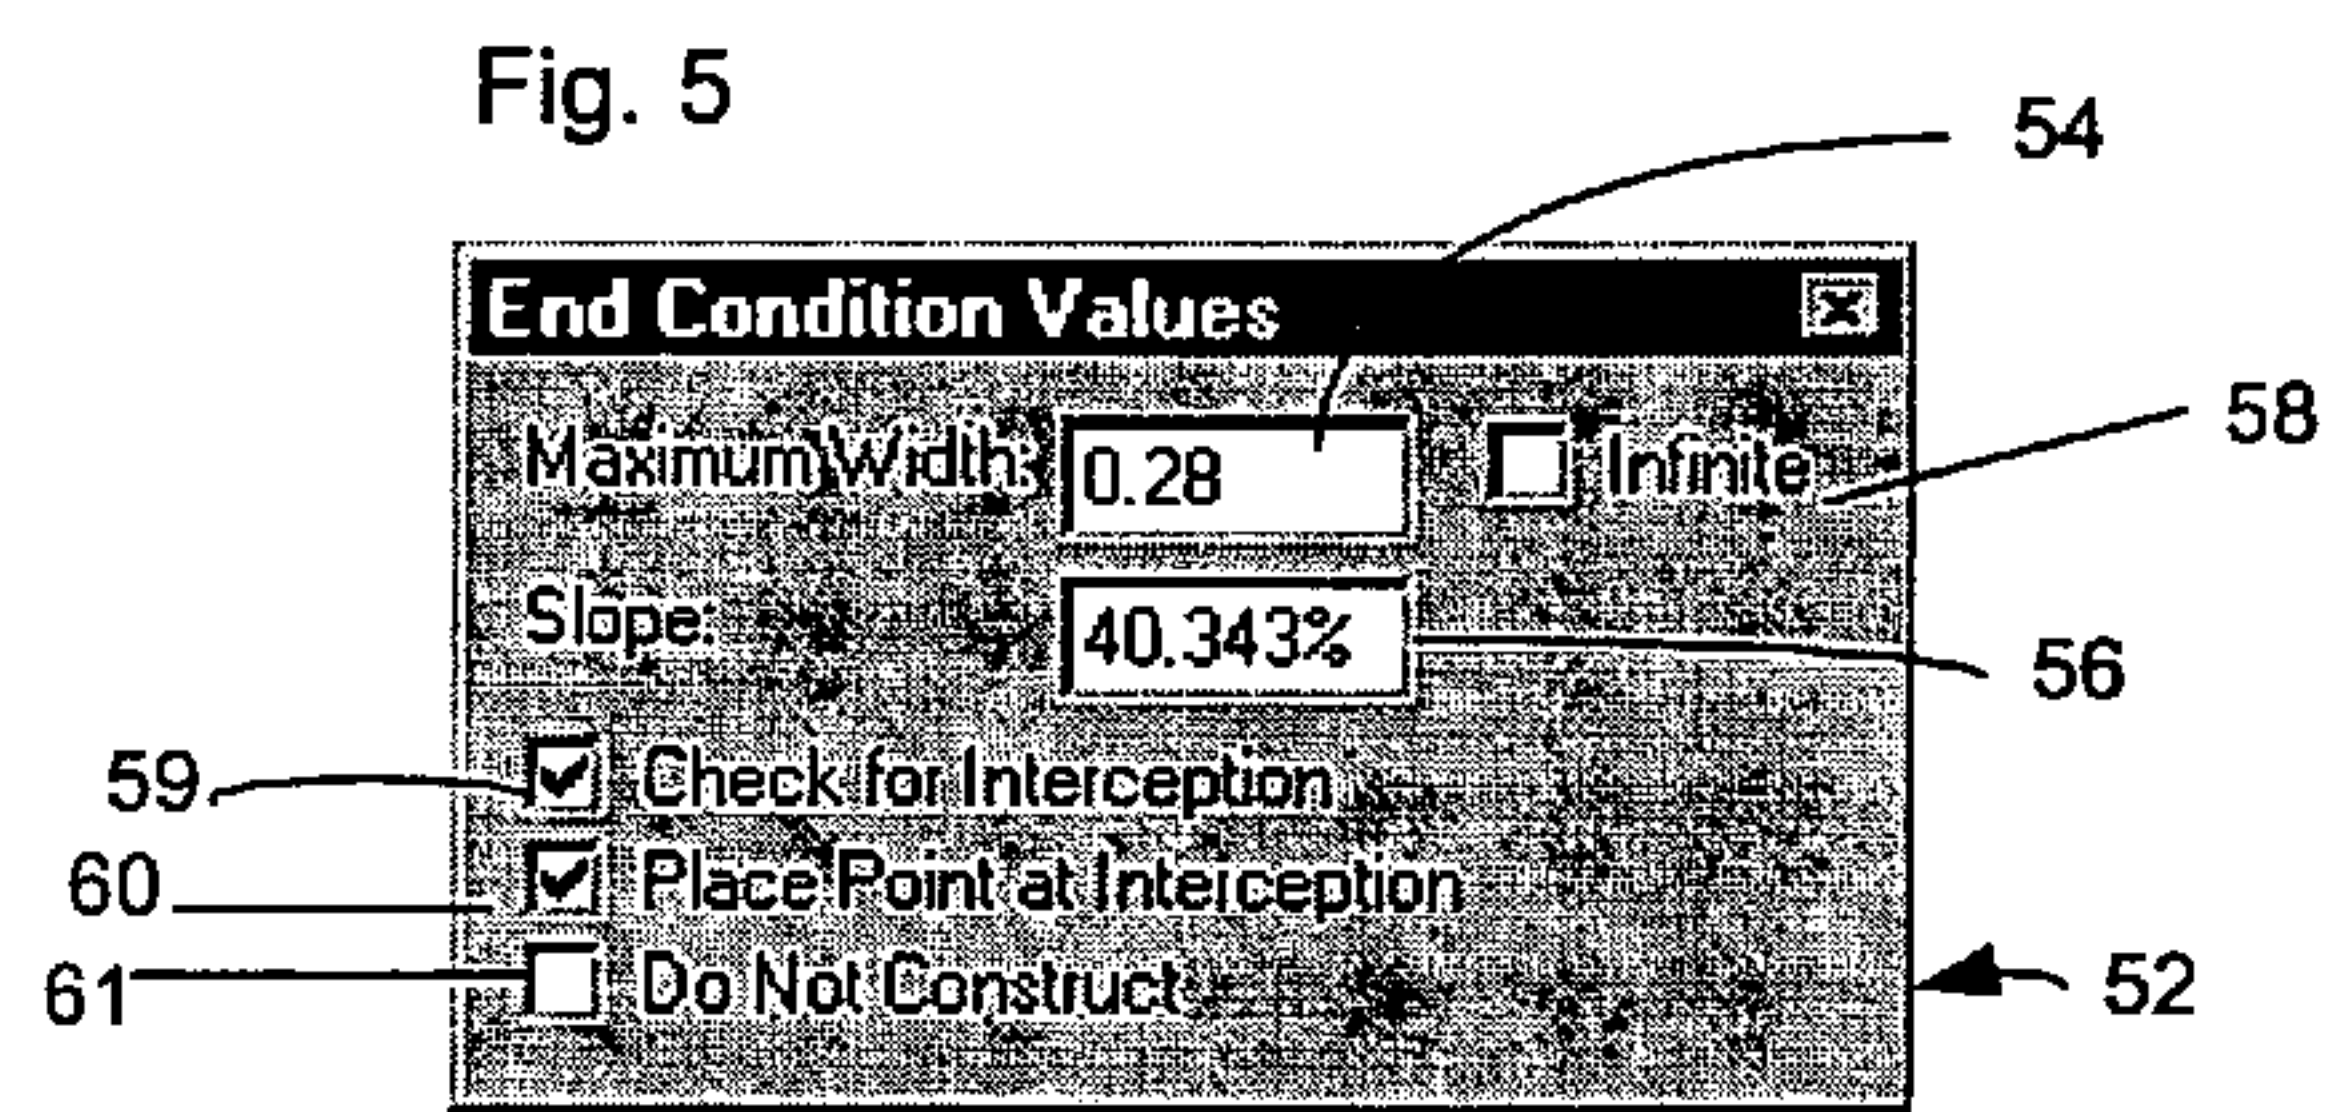 Fig. 5
54
End Condition Values
58
Maximum Width: 0.28 Infinite
Slope: 40.343%
56
59 Check for Interception
60 Place Point at Interception
61 Do Not Construct
52